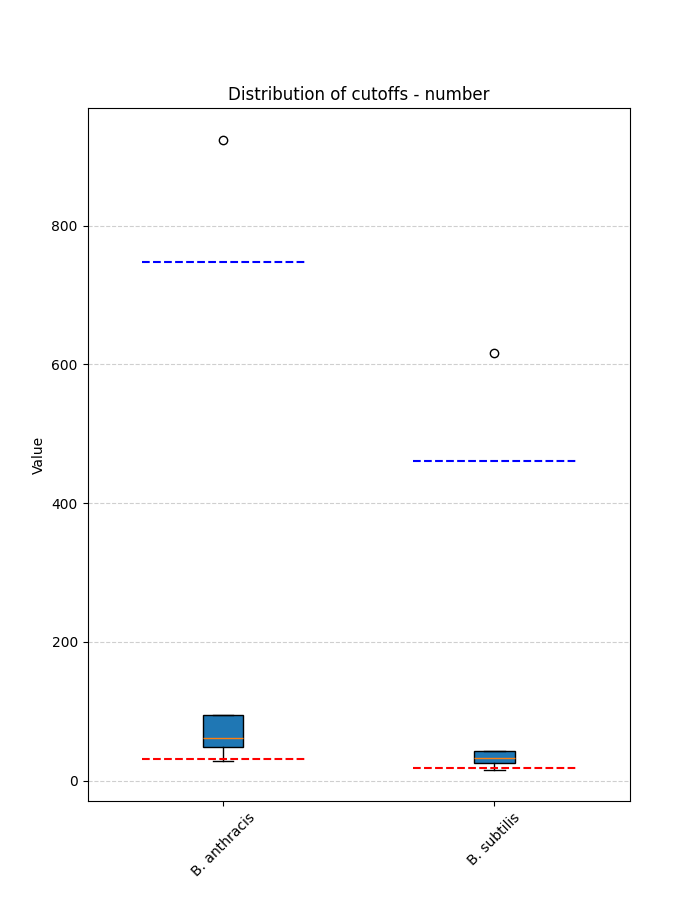 Distribution of cutoffs - number
Value
800
600
400
200
0
B. anthracis
B. subtilis